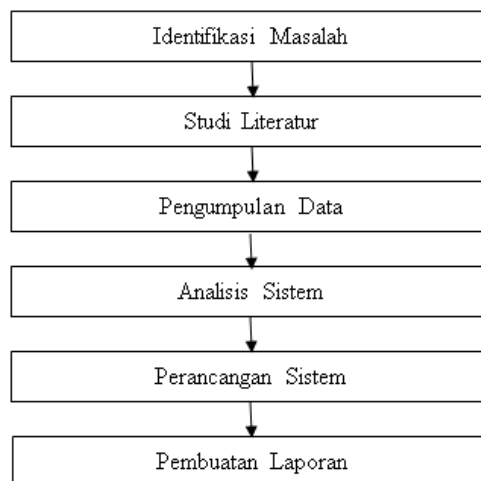 Identifikasi Masalah
Studi Literatur
Pengumpulan Data
Analisis Sistem
Perancangan Sistem
Pembuatan Laporan